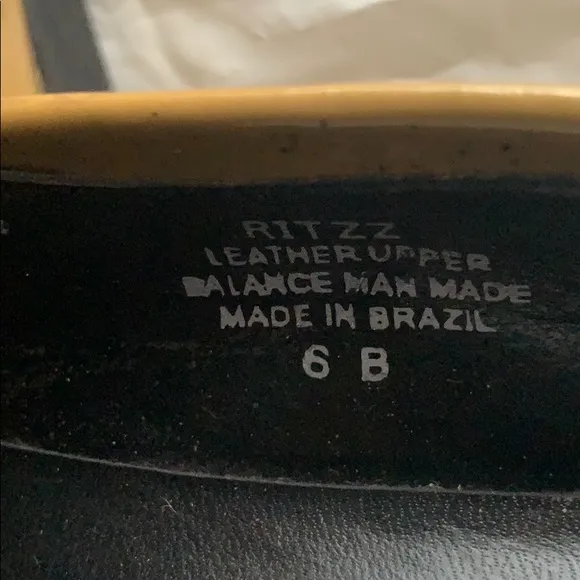 RITZZ
LEATHER UPPER
BALANCE MAN MADE
MADE IN BRAZIL
6 B